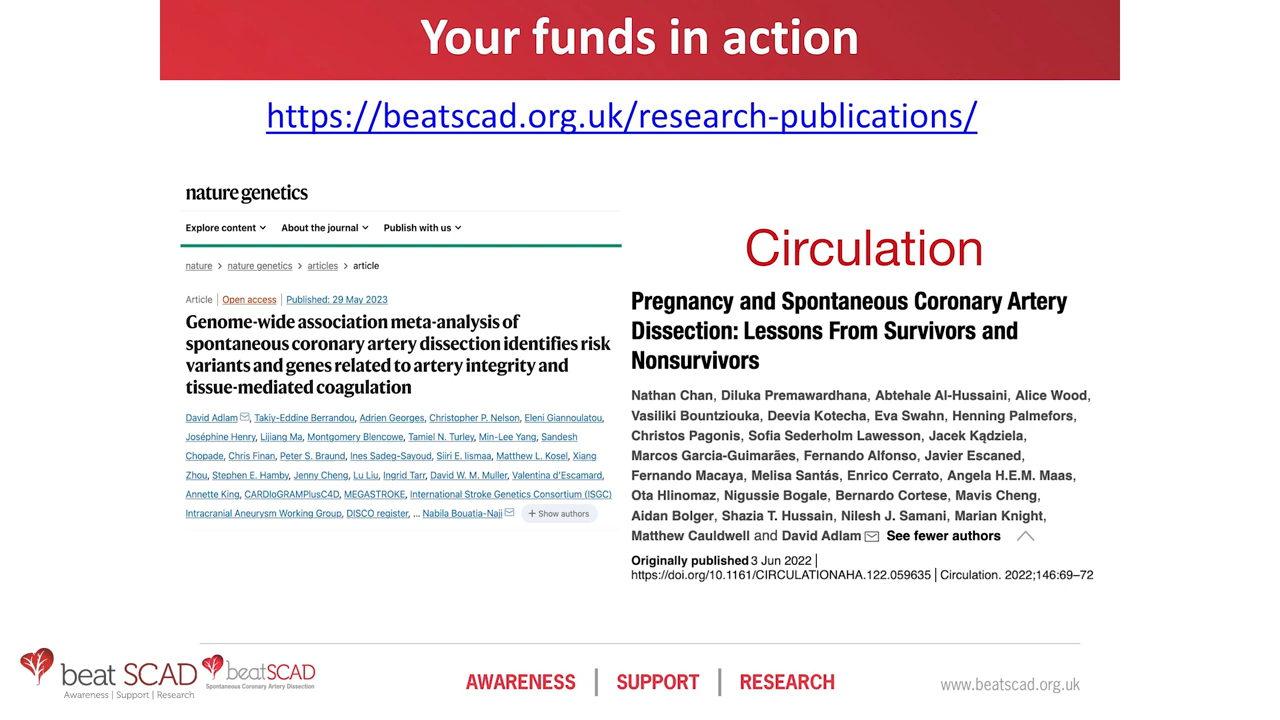 Your funds in action
https://beatscad.org.uk/research-publications/
nature genetics
Explore content
About the journal
Publish with us
nature > nature genetics > articles > article
Article | Open access | Published: 29 May 2023
Genome-wide association meta-analysis of
spontaneous coronary artery dissection identifies risk
variants and genes related to artery integrity and
tissue-mediated coagulation
David Adlam, Takiy-Eddine Berrandou, Adrien Georges, Christopher P. Nelson, Eleni Giannoulatou,
Joséphine Henry, Lijiang Ma, Montgomery Blencowe, Tamiel N. Turley, Min-Lee Yang, Sandesh
Chopade, Chris Finan, Peter S. Braund, Ines Sadeg-Sayoud, Siiri E. Iismaa, Matthew L. Kosel, Xiang
Zhou, Stephen E. Hamby, Jenny Cheng, Lu Liu, Ingrid Tarr, David W. M. Muller, Valentina d'Escamard,
Annette King, CARDIoGRAMPlusC4D, MEGASTROKE, International Stroke Genetics Consortium (ISGC)
Intracranial Aneurysm Working Group, DISCO register, ... Nabila Bouatia-Naji + Show authors
Circulation
Pregnancy and Spontaneous Coronary Artery
Dissection: Lessons From Survivors and
Nonsurvivors
Nathan Chan, Diluka Premawardhana, Abtehale Al-Hussaini, Alice Wood,
Vasiliki Bountziouka, Deevia Kotecha, Eva Swahn, Henning Palmefors,
Christos Pagonis, Sofia Sederholm Lawesson, Jacek Kądziela,
Marcos Garcia-Guimarães, Fernando Alfonso, Javier Escaned,
Fernando Macaya, Melisa Santás, Enrico Cerrato, Angela H.E.M. Maas,
Ota Hlinomaz, Nigussie Bogale, Bernardo Cortese, Mavis Cheng,
Aidan Bolger, Shazia T. Hussain, Nilesh J. Samani, Marian Knight,
Matthew Cauldwell and David Adlam See fewer authors
Originally published 3 Jun 2022 |
https://doi.org/10.1161/CIRCULATIONAHA.122.059635 | Circulation. 2022;146:69–72
beat SCAD
Awareness | Support | Research
beatSCAD
Spontaneous Coronary Artery Dissection
AWARENESS | SUPPORT | RESEARCH
www.beatscad.org.uk